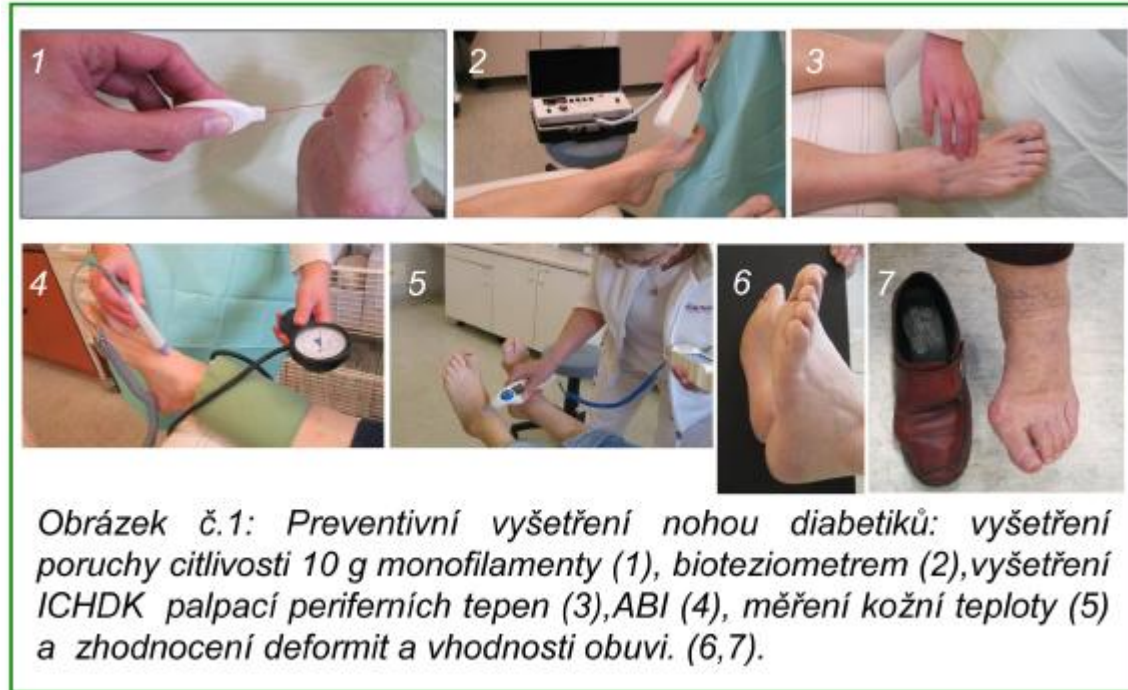 1
2
3
4
5
6
7
Obrázek č.1: Preventivní vyšetření nohou diabetiků: vyšetření
poruchy citlivosti 10 g monofilamenty (1), bioteziometrem (2),vyšetření
ICHDK palpací periferních tepen (3),ABI (4), měření kožní teploty (5)
a zhodnocení deformit a vhodnosti obuvi. (6,7).